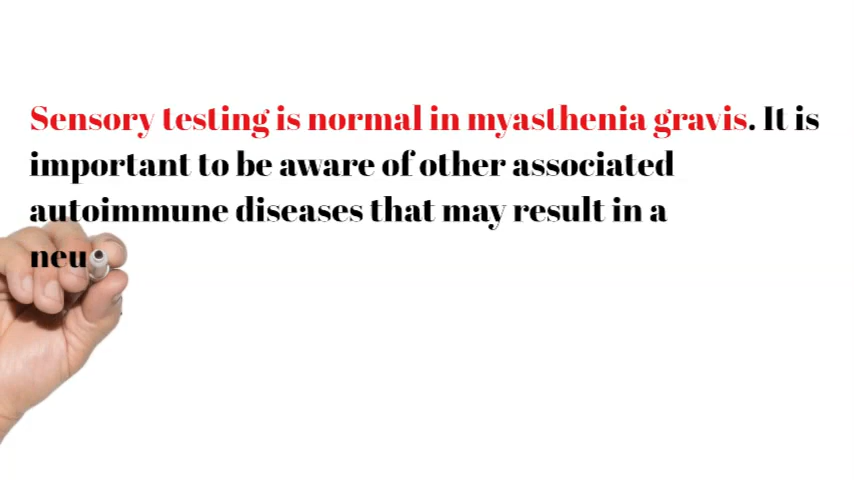 Sensory testing is normal in myasthenia gravis. It is
important to be aware of other associated
autoimmune diseases that may result in a
neu